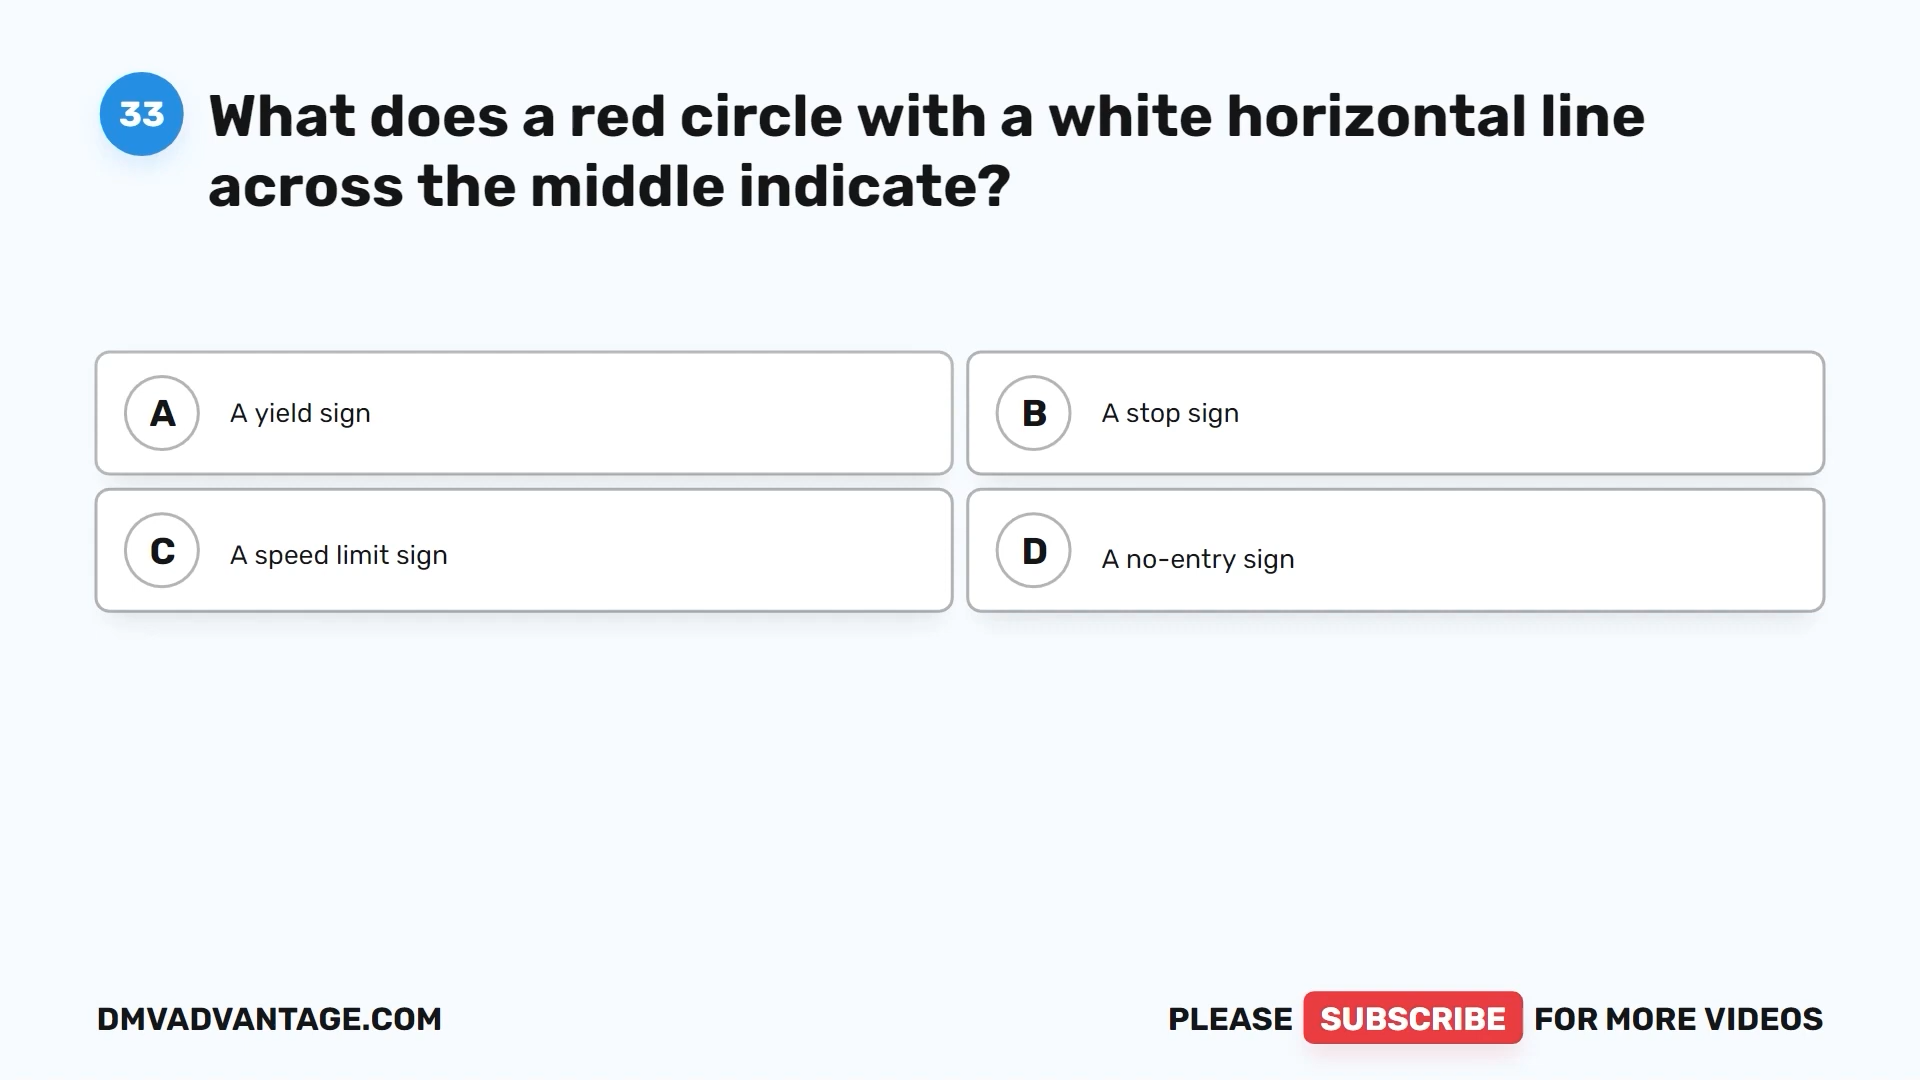 33
What does a red circle with a white horizontal line
across the middle indicate?
A A yield sign
B A stop sign
C A speed limit sign
D A no-entry sign
DMVADVANTAGE.COM
PLEASE SUBSCRIBE FOR MORE VIDEOS